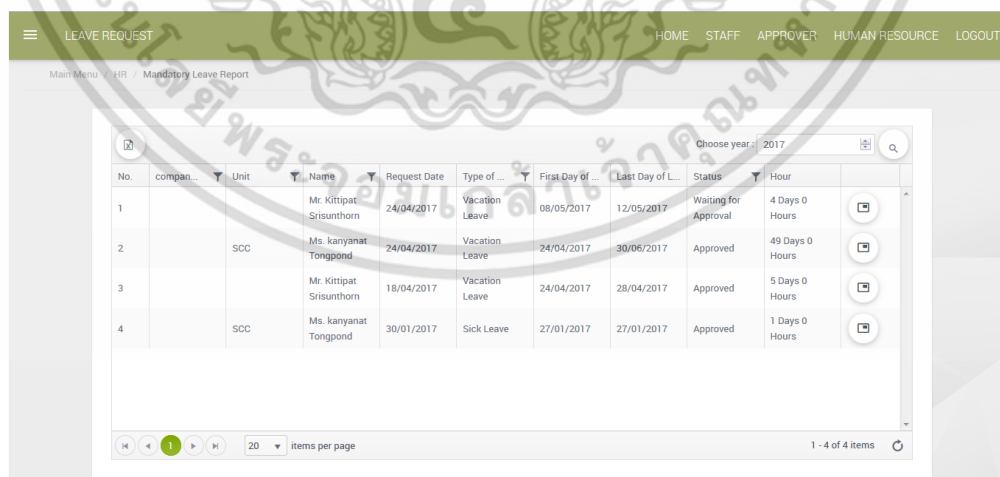 LEAVE REQUEST HOME STAFF APPROVER HUMAN RESOURCE LOGOUT
Main Menu / HR / Mandatory Leave Report
Choose year : 2017
No. compan... Unit Name Request Date Type of ... First Day of ... Last Day of L... Status Hour
1 Mr. Kittipat Srisunthorn 24/04/2017 Vacation Leave 08/05/2017 12/05/2017 Waiting for Approval 4 Days 0 Hours
2 SCC Ms. kanyanat Tongpond 24/04/2017 Vacation Leave 24/04/2017 30/06/2017 Approved 49 Days 0 Hours
3 Mr. Kittipat Srisunthorn 18/04/2017 Vacation Leave 24/04/2017 28/04/2017 Approved 5 Days 0 Hours
4 SCC Ms. kanyanat Tongpond 30/01/2017 Sick Leave 27/01/2017 27/01/2017 Approved 1 Days 0 Hours
1 20 items per page 1 - 4 of 4 items